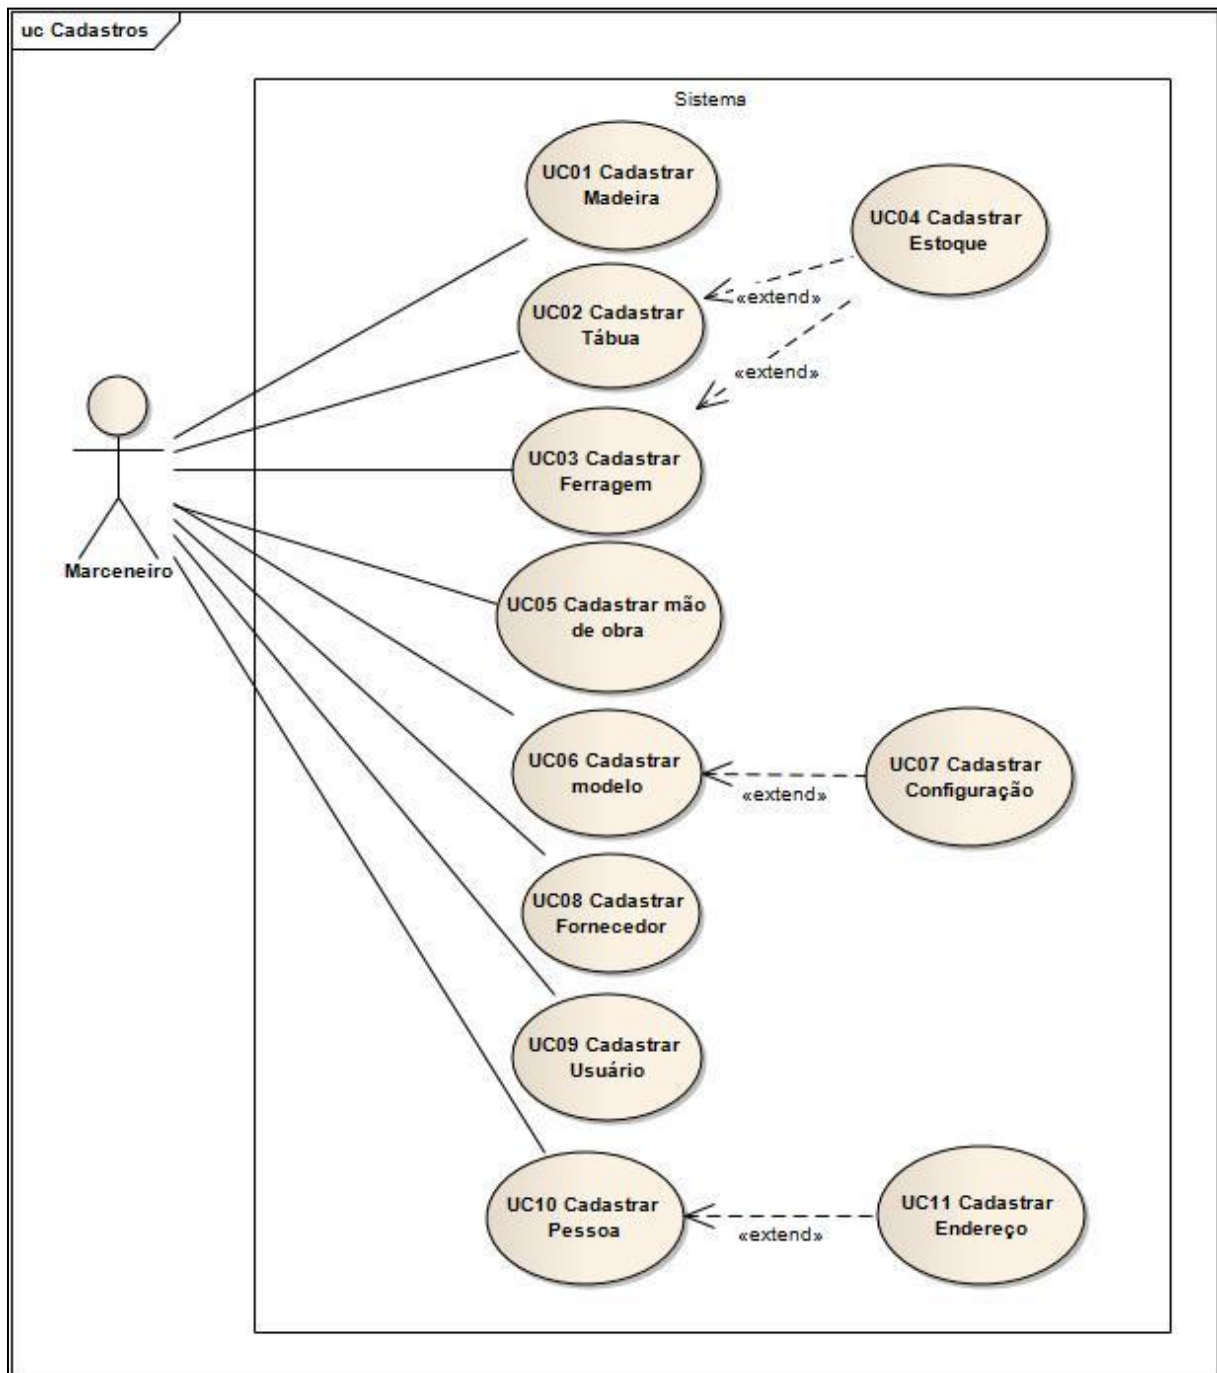 uc Cadastros
Sistema
UC01 Cadastrar
Madeira
UC04 Cadastrar
Estoque
UC02 Cadastrar
Tábua
«extend»
«extend»
UC03 Cadastrar
Ferragem
Marceneiro
UC05 Cadastrar mão
de obra
UC06 Cadastrar
modelo
«extend»
UC07 Cadastrar
Configuração
UC08 Cadastrar
Fornecedor
UC09 Cadastrar
Usuário
UC10 Cadastrar
Pessoa
«extend»
UC11 Cadastrar
Endereço